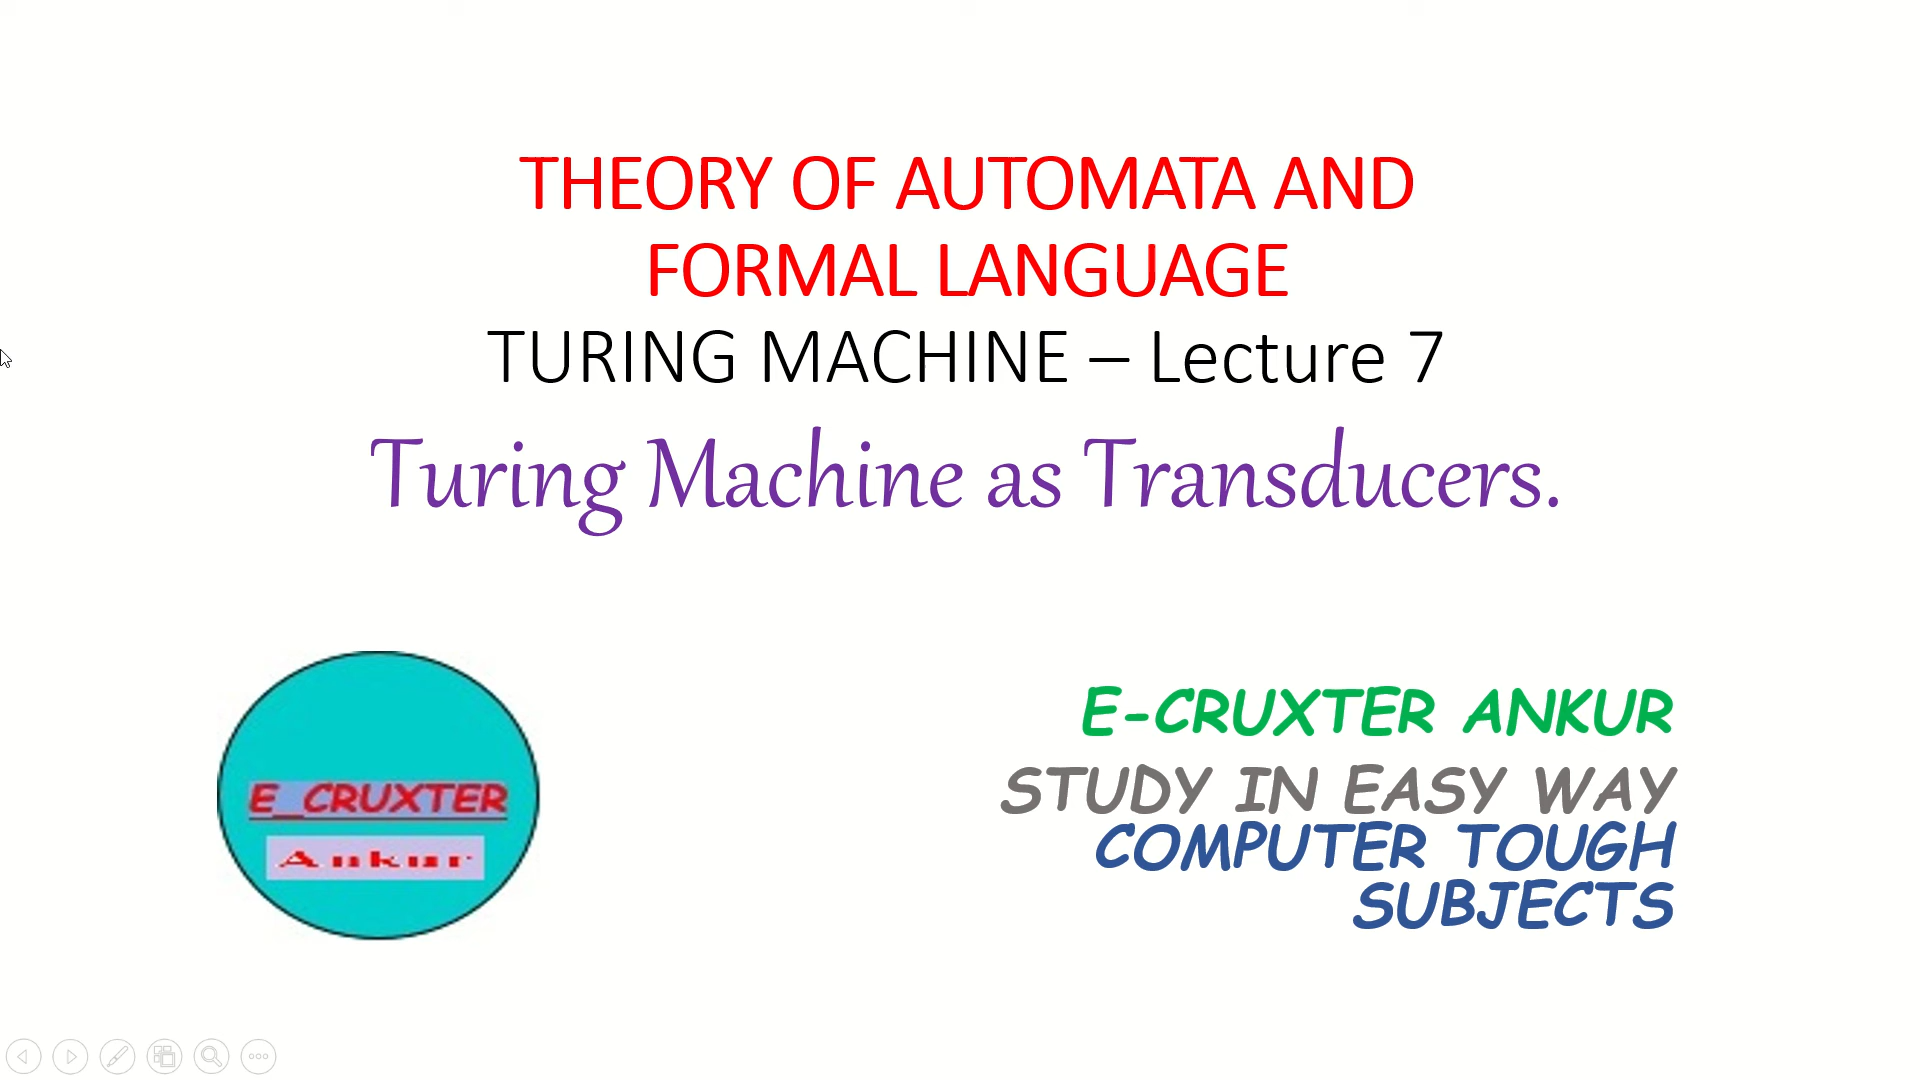 THEORY OF AUTOMATA AND
FORMAL LANGUAGE
TURING MACHINE – Lecture 7
Turing Machine as Transducers.
E_CRUXTER
Ankur
E-CRUXTER ANKUR
STUDY IN EASY WAY
COMPUTER TOUGH
SUBJECTS